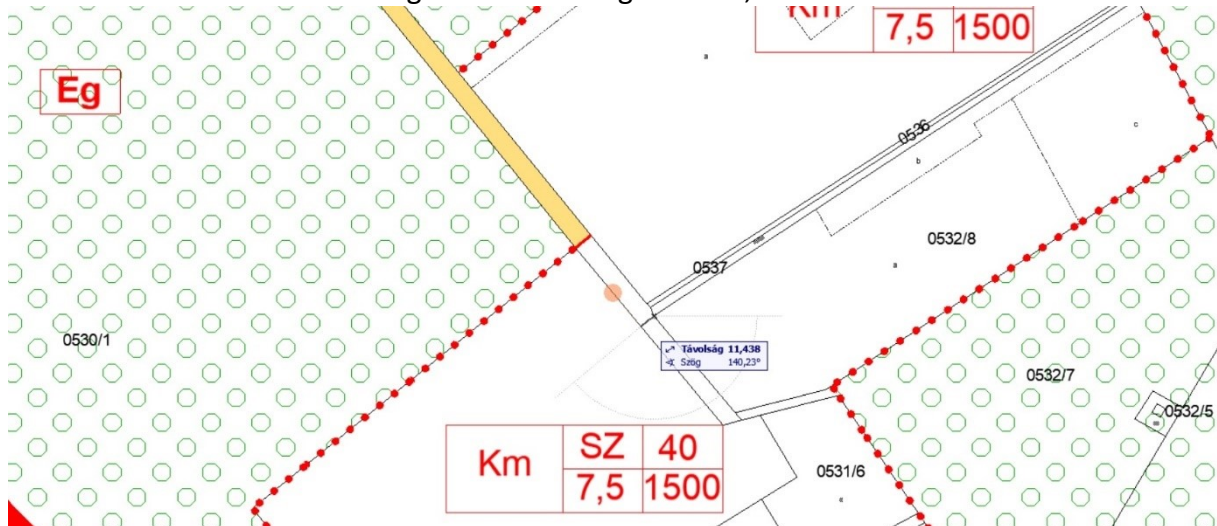 Km
7,5 1500
Eg
a
0536
b
c
0532/8
a
0537
0530/1
Távolság 11,438
Szög 140,23°
0532/7
0532/5
Km SZ 40
7,5 1500
0531/6